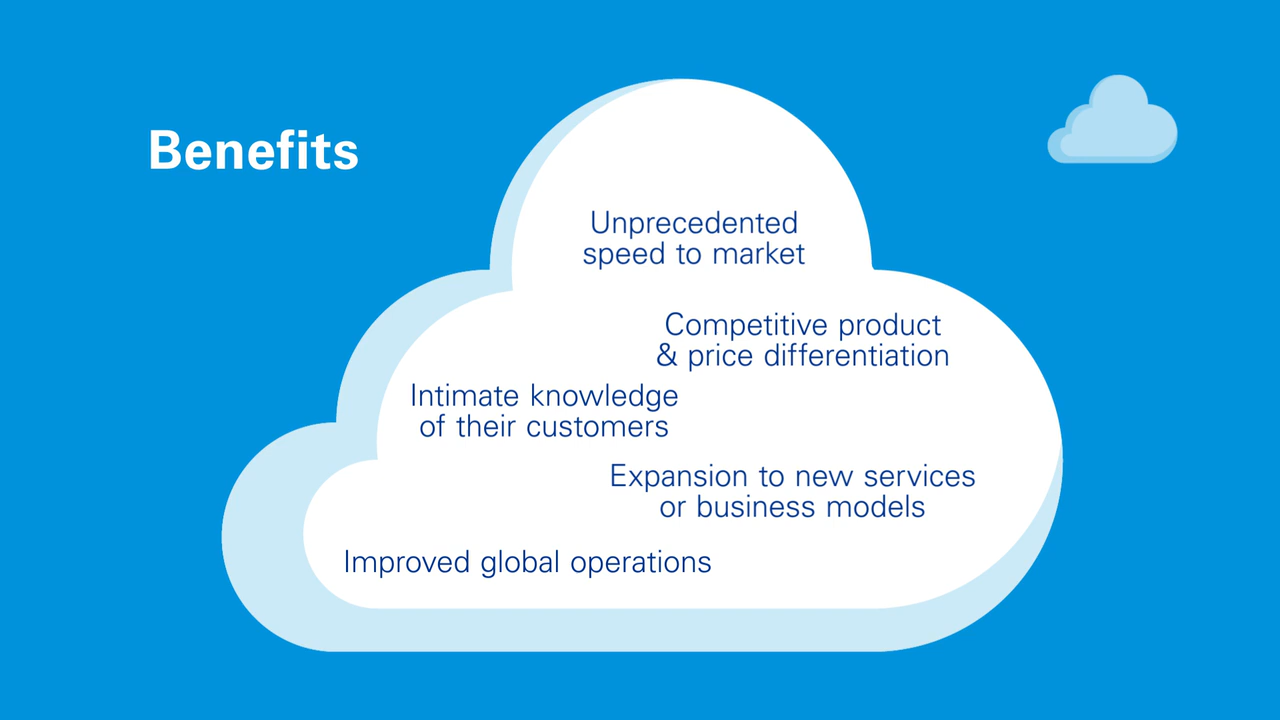 Benefits
Unprecedented
speed to market
Competitive product
& price differentiation
Intimate knowledge
of their customers
Expansion to new services
or business models
Improved global operations